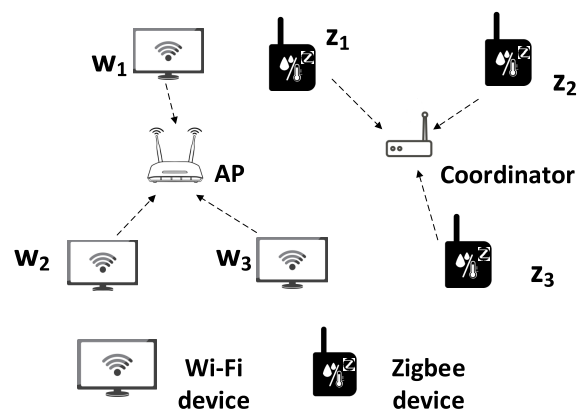 w1
z1
z2
AP
Coordinator
w2
w3
z3
Wi-Fi
device
Zigbee
device